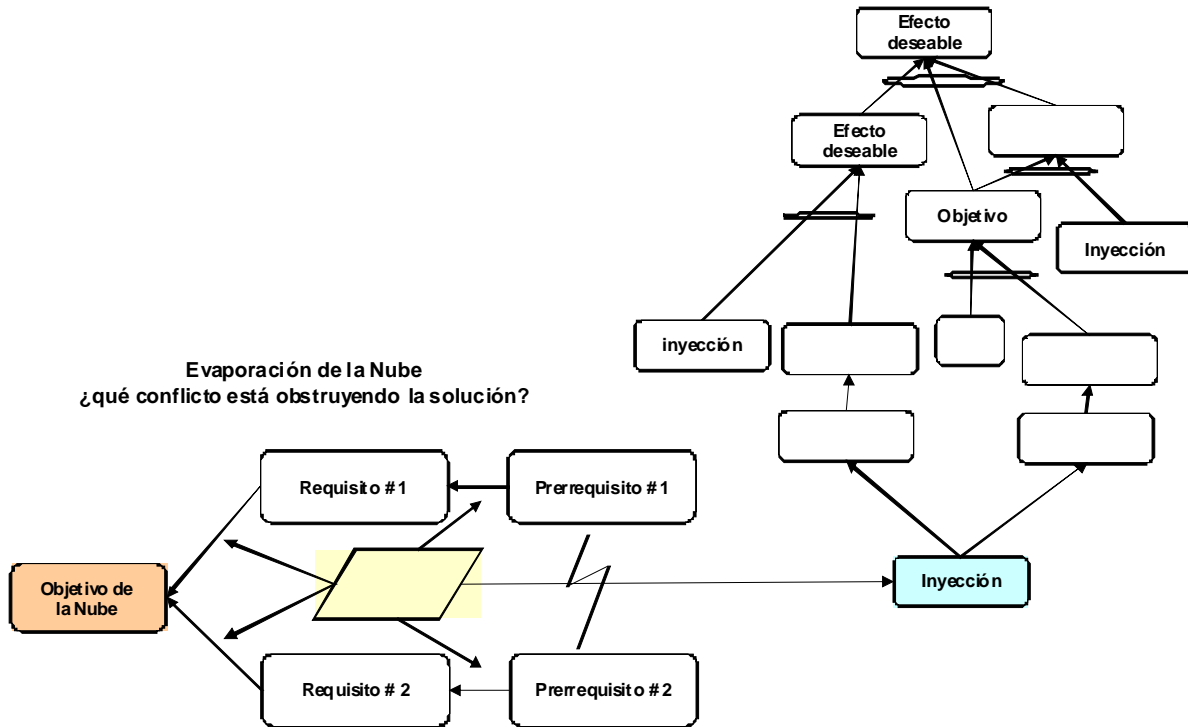 Efecto
deseable
Efecto
deseable
Objetivo
Inyección
inyección
Evaporación de la Nube
¿qué conflicto está obstruyendo la solución?
Requisito # 1
Prerrequisito # 1
Objetivo de
la Nube
Inyección
Requisito # 2
Prerrequisito # 2